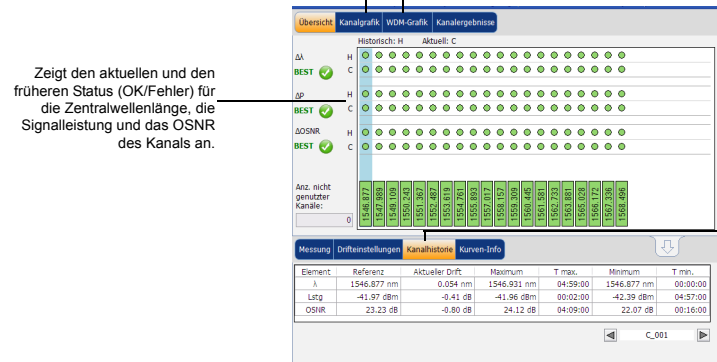 Übersicht Kanalgrafik WDM-Grafik Kanalergebnisse
Historisch: H Aktuell: C
Zeigt den aktuellen und den
früheren Status (OK/Fehler) für
die Zentralwellenlänge, die
Signalleistung und das OSNR
des Kanals an.
Δλ H
BEST C
ΔP H
BEST C
ΔOSNR H
BEST C
Anz. nicht
genutzter
Kanäle:
0
1546.877 1547.989 1549.109 1550.243 1551.367 1552.487 1553.619 1554.761 1555.893 1557.017 1558.157 1559.309 1560.445 1561.581 1562.733 1563.881 1565.028 1566.172 1567.336 1568.496
Messung Drifteinstellungen Kanalhistorie Kurven-Info
Element Referenz Aktueller Drift Maximum T max. Minimum T min.
λ 1546.877 nm 0.054 nm 1546.931 nm 04:59:00 1546.877 nm 00:00:00
Lstg -41.97 dBm -0.41 dB -41.96 dBm 00:02:00 -42.39 dBm 04:57:00
OSNR 23.23 dB -0.80 dB 24.12 dB 04:09:00 22.07 dB 00:16:00
C_001